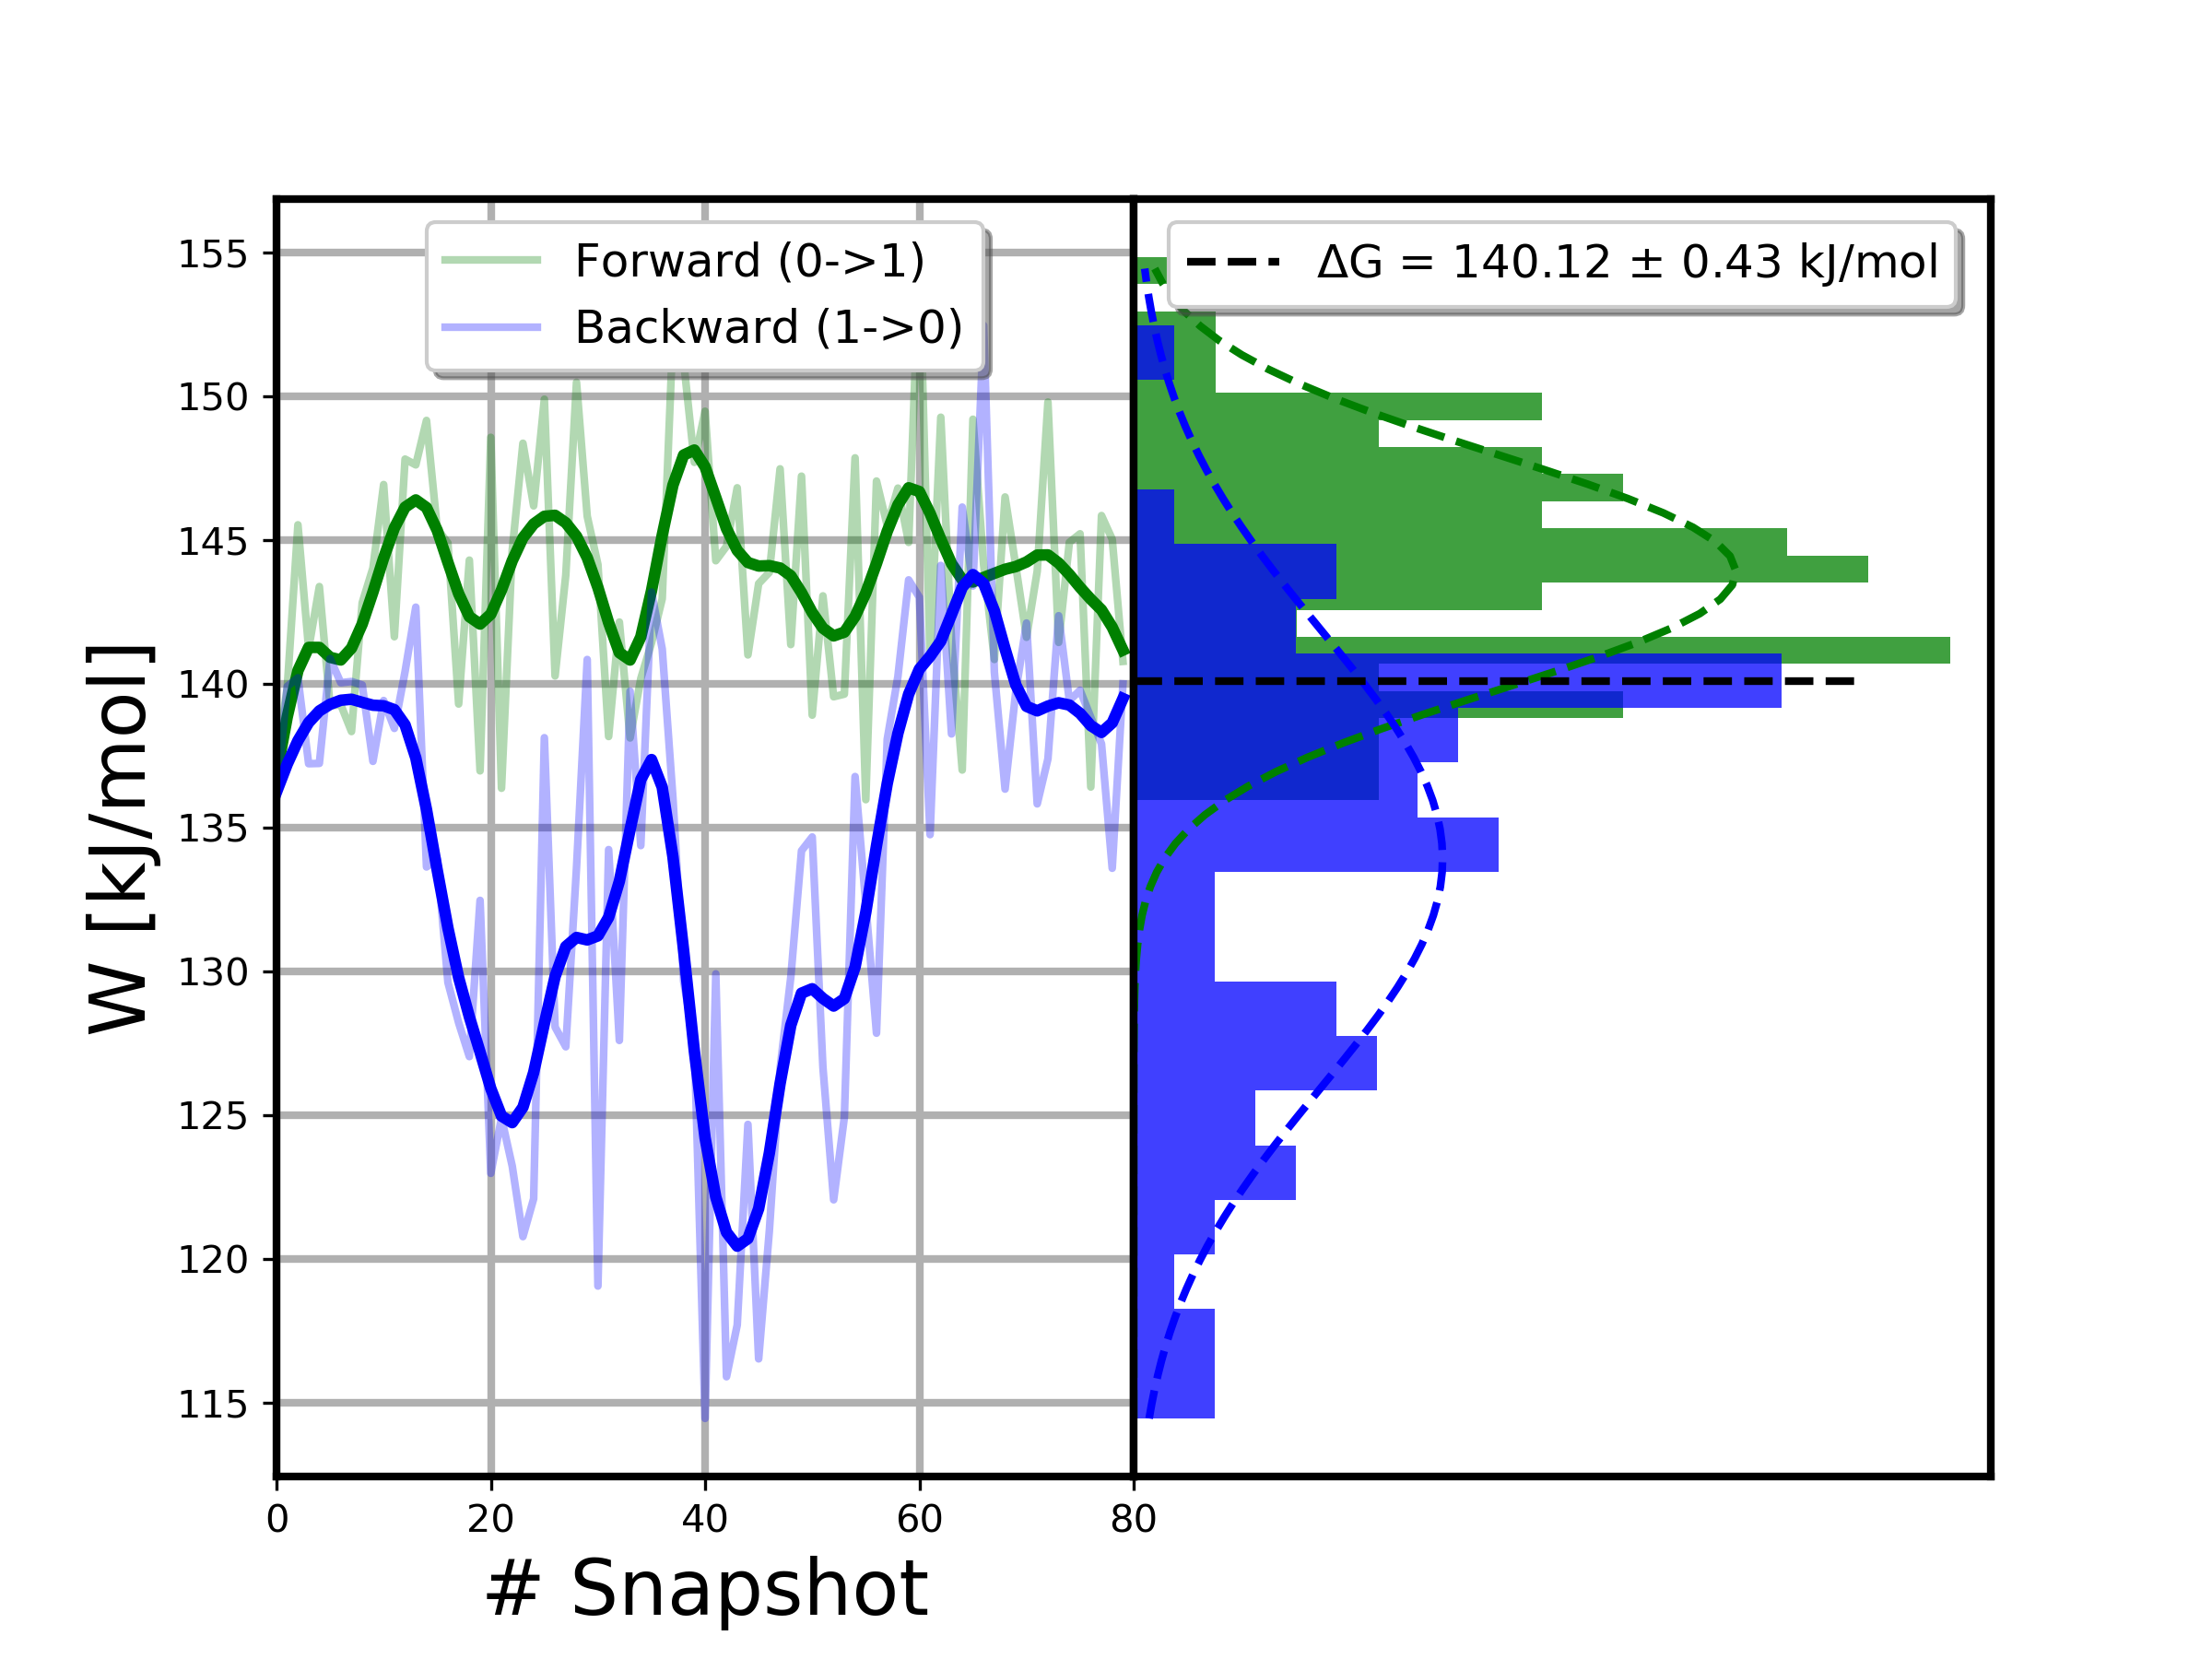 Forward (0->1)
Backward (1->0)
ΔG = 140.12 ± 0.43 kJ/mol
W [kJ/mol]
155
150
145
140
135
130
125
120
115
0 20 40 60 80
# Snapshot